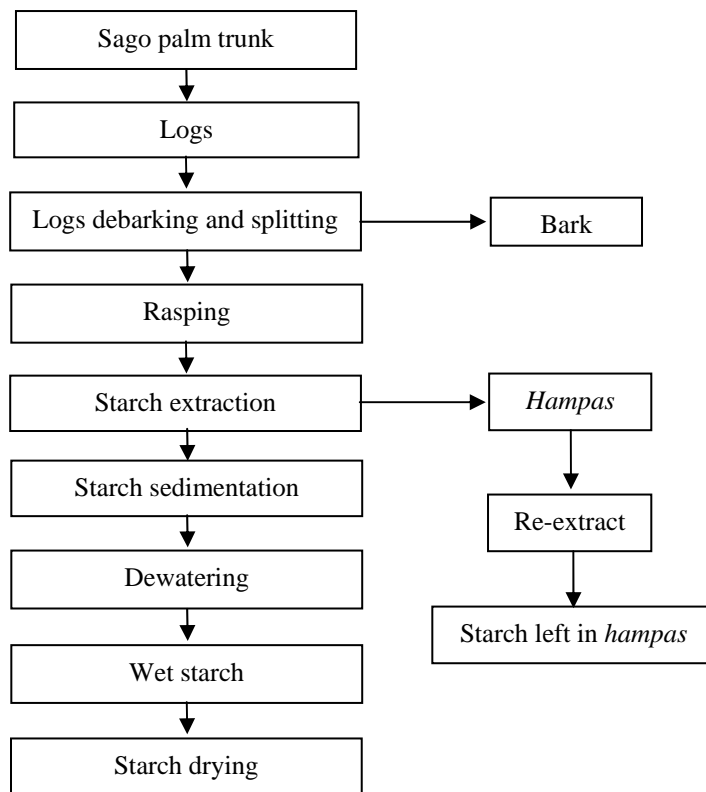 Sago palm trunk
Logs
Logs debarking and splitting
Bark
Rasping
Starch extraction
Hampas
Starch sedimentation
Re-extract
Dewatering
Starch left in hampas
Wet starch
Starch drying